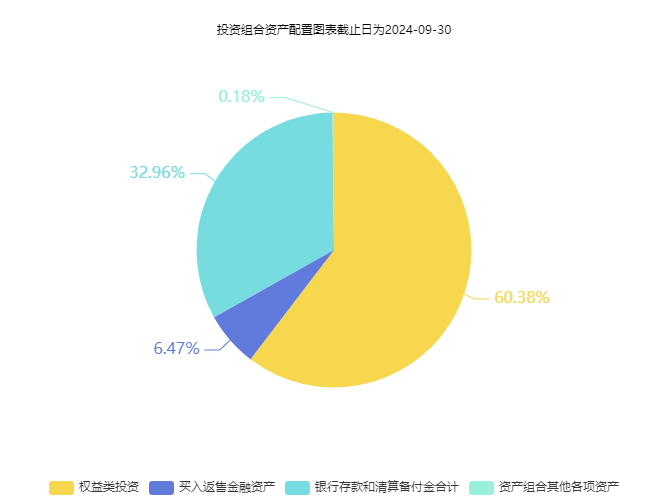 投资组合资产配置图表截止日为2024-09-30
0.18%
32.96%
60.38%
6.47%
权益类投资 买入返售金融资产 银行存款和清算备付金合计 资产组合其他各项资产